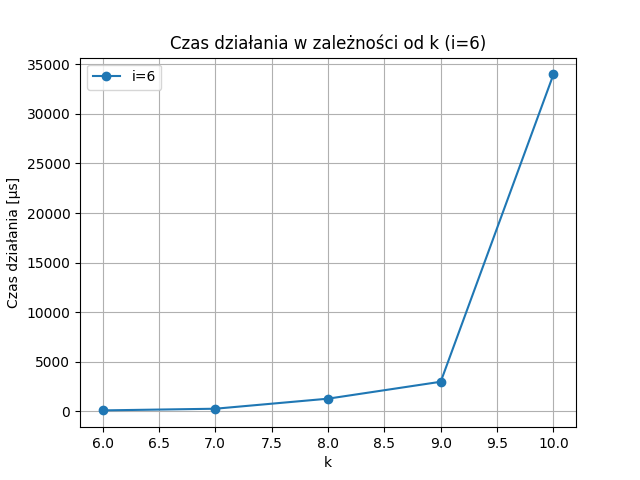 Czas działania w zależności od k (i=6)
i=6
Czas działania [µs]
35000
30000
25000
20000
15000
10000
5000
0
6.0 6.5 7.0 7.5 8.0 8.5 9.0 9.5 10.0
k